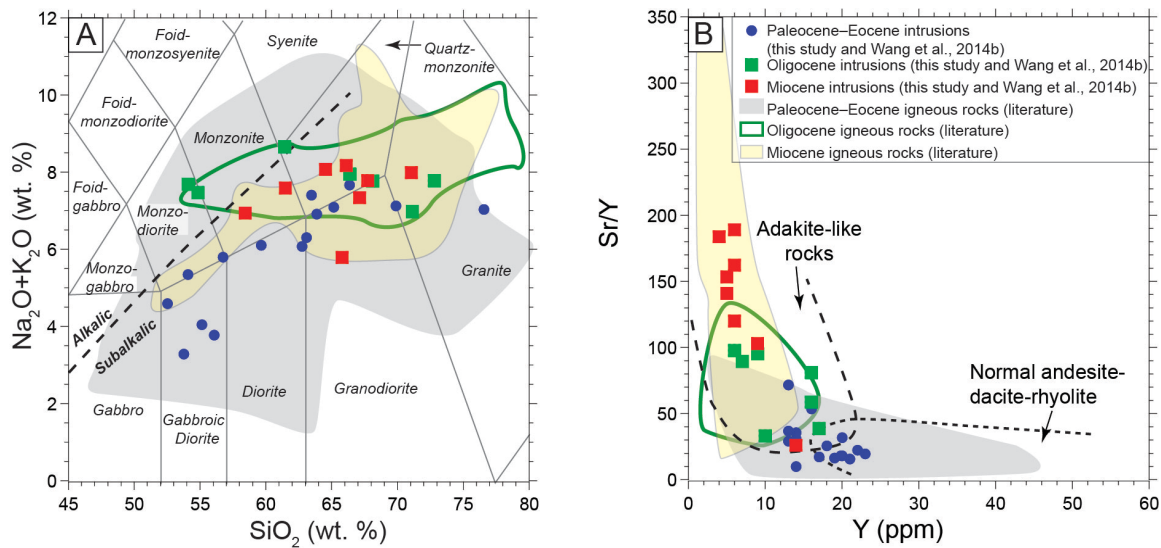 A
12
10
8
6
4
2
0
Na2O+K2O (wt. %)
45
50
55
60
65
70
75
80
SiO2 (wt. %)
Foid-
monzosyenite
Syenite
Quartz-
monzonite
Foid-
monzodiorite
Monzonite
Foid-
gabbro
Monzo-
diorite
Monzo-
gabbro
Alkalic
Subalkalic
Granite
Gabbro
Gabbroic
Diorite
Diorite
Granodiorite
B
350
300
250
200
150
100
50
0
Sr/Y
0
10
20
30
40
50
60
Y (ppm)
Paleocene–Eocene intrusions
(this study and Wang et al., 2014b)
Oligocene intrusions (this study and Wang et al., 2014b)
Miocene intrusions (this study and Wang et al., 2014b)
Paleocene–Eocene igneous rocks (literature)
Oligocene igneous rocks (literature)
Miocene igneous rocks (literature)
Adakite-like
rocks
Normal andesite-
dacite-rhyolite